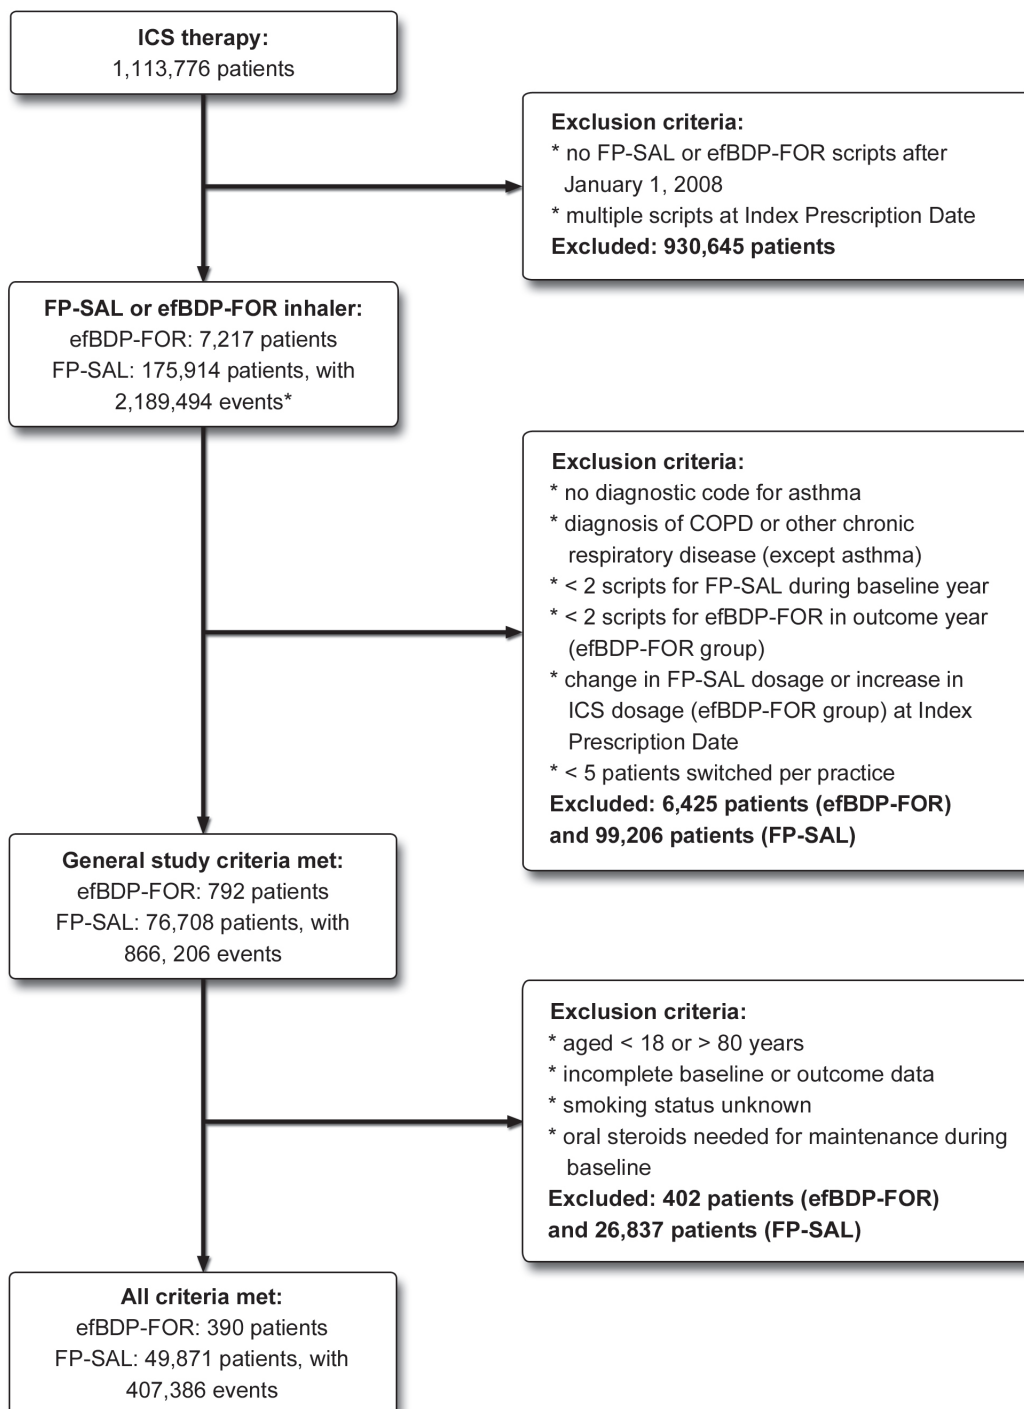 ICS therapy:
1,113,776 patients
Exclusion criteria:
* no FP-SAL or efBDP-FOR scripts after
January 1, 2008
* multiple scripts at Index Prescription Date
Excluded: 930,645 patients
FP-SAL or efBDP-FOR inhaler:
efBDP-FOR: 7,217 patients
FP-SAL: 175,914 patients, with
2,189,494 events*
Exclusion criteria:
* no diagnostic code for asthma
* diagnosis of COPD or other chronic
respiratory disease (except asthma)
* < 2 scripts for FP-SAL during baseline year
* < 2 scripts for efBDP-FOR in outcome year
(efBDP-FOR group)
* change in FP-SAL dosage or increase in
ICS dosage (efBDP-FOR group) at Index
Prescription Date
* < 5 patients switched per practice
Excluded: 6,425 patients (efBDP-FOR)
and 99,206 patients (FP-SAL)
General study criteria met:
efBDP-FOR: 792 patients
FP-SAL: 76,708 patients, with
866, 206 events
Exclusion criteria:
* aged < 18 or > 80 years
* incomplete baseline or outcome data
* smoking status unknown
* oral steroids needed for maintenance during
baseline
Excluded: 402 patients (efBDP-FOR)
and 26,837 patients (FP-SAL)
All criteria met:
efBDP-FOR: 390 patients
FP-SAL: 49,871 patients, with
407,386 events